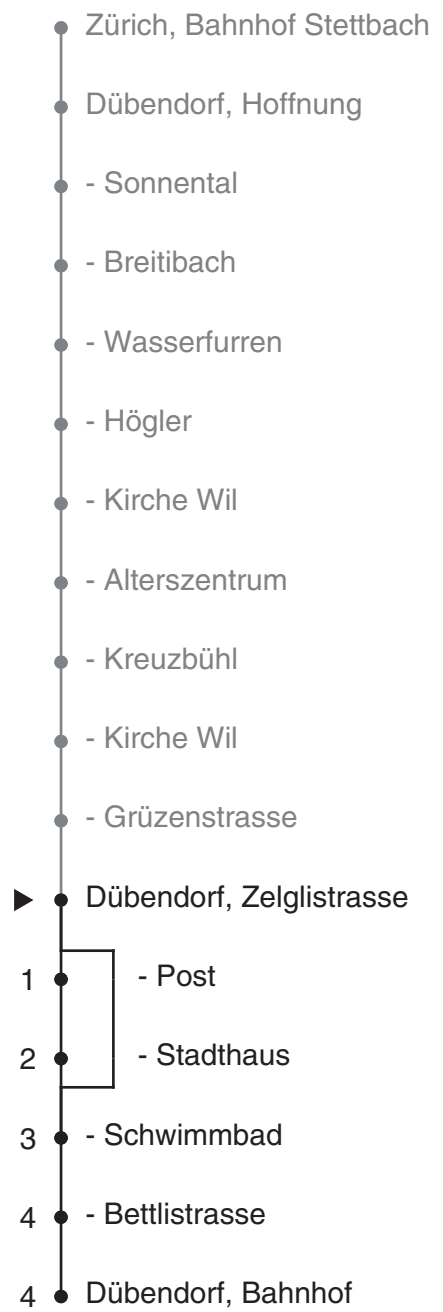 Zürich, Bahnhof Stettbach
Dübendorf, Hoffnung
- Sonnental
- Breitibach
- Wasserfurren
- Högler
- Kirche Wil
- Alterszentrum
- Kreuzbühl
- Kirche Wil
- Grüzenstrasse
Dübendorf, Zelglistrasse
1 - Post
2 - Stadthaus
3 - Schwimmbad
4 - Bettlistrasse
4 Dübendorf, Bahnhof